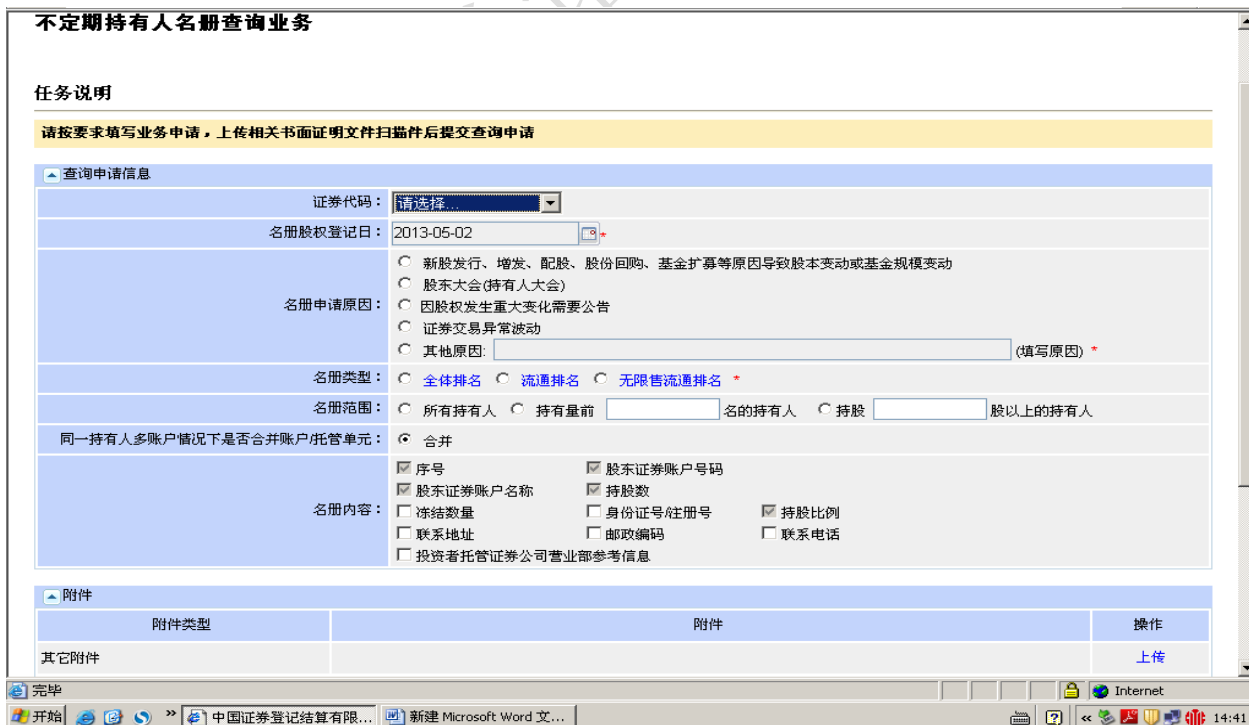 不定期持有人名册查询业务
任务说明
请按要求填写业务申请，上传相关书面证明文件扫描件后提交查询申请
查询申请信息
证券代码： 请选择...
名册股权登记日： 2013-05-02 *
名册申请原因：
新股发行、增发、配股、股份回购、基金扩募等原因导致股本变动或基金规模变动
股东大会(持有人大会)
因股权发生重大变化需要公告
证券交易异常波动
其他原因: (填写原因) *
名册类型： 全体排名 流通排名 无限售流通排名 *
名册范围： 所有持有人 持有量前 名的持有人 持股 股以上的持有人
同一持有人多账户情况下是否合并账户/托管单元： 合并
名册内容：
序号 股东证券账户号码
股东证券账户名称 持股数
冻结数量 身份证号/注册号 持股比例
联系地址 邮政编码 联系电话
投资者托管证券公司营业部参考信息
附件
附件类型 附件 操作
其它附件 上传
完毕 Internet
开始 » 中国证券登记结算有限... 新建 Microsoft Word 文... « 14:41